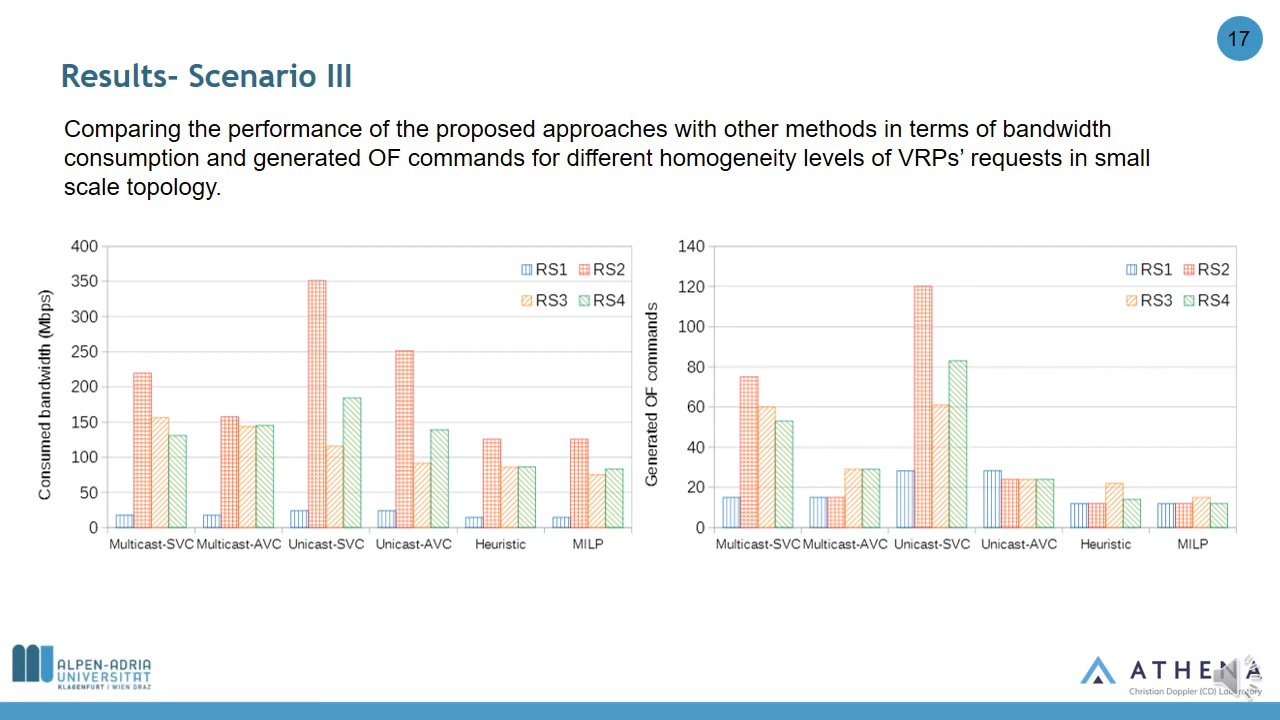 17
Results- Scenario III
Comparing the performance of the proposed approaches with other methods in terms of bandwidth
consumption and generated OF commands for different homogeneity levels of VRPs’ requests in small
scale topology.
Consumed bandwidth (Mbps)
400
350
300
250
200
150
100
50
0
RS1 RS2
RS3 RS4
Multicast-SVC Multicast-AVC Unicast-SVC Unicast-AVC Heuristic MILP
Generated OF commands
140
120
100
80
60
40
20
0
RS1 RS2
RS3 RS4
Multicast-SVC Multicast-AVC Unicast-SVC Unicast-AVC Heuristic MILP
ALPEN-ADRIA
UNIVERSITÄT
KLAGENFURT | WIEN GRAZ
ATHENA
Christian Doppler (CD) Laboratory